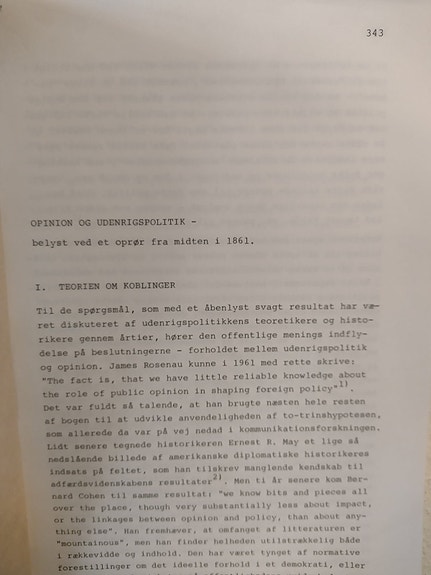 343
OPINION OG UDENRIGSPOLITIK -
belyst ved et oprør fra midten i 1861.
I. TEORIEN OM KOBLINGER
Til de spørgsmål, som med et åbenlyst svagt resultat har væ-
ret diskuteret af udenrigspolitikkens teoretikere og histo-
rikere gennem årtier, hører den offentlige menings indfly-
delse på beslutningerne - forholdet mellem udenrigspolitik
og opinion. James Rosenau kunne i 1961 med rette skrive:
"The fact is, that we have little reliable knowledge about
the role of public opinion in shaping foreign policy"1).
Det var fuldt så talende, at han brugte næsten hele resten
af bogen til at udvikle anvendeligheden af to-trinshypotesen,
som allerede da var på vej nedad i kommunikationsforskningen.
Lidt senere tegnede historikeren Ernest R. May et lige så
nedslående billede af amerikanske diplomatiske historikeres
indsats på feltet, som han tilskrev manglende kendskab til
adfærdsvidenskabens resultater2). Men ti år senere kom Ber-
nard Cohen til samme resultat: "we know bits and pieces all
over the place, though very substantially less about impact,
or the linkages between opinion and policy, than about any-
thing else". Han fremhæver, at omfanget af litteraturen er
"mountainous", men han finder helheden utilstrækkelig både
i rækkevidde og indhold. Den har været tynget af normative
forestillinger om det ideelle forhold i et demokrati, eller